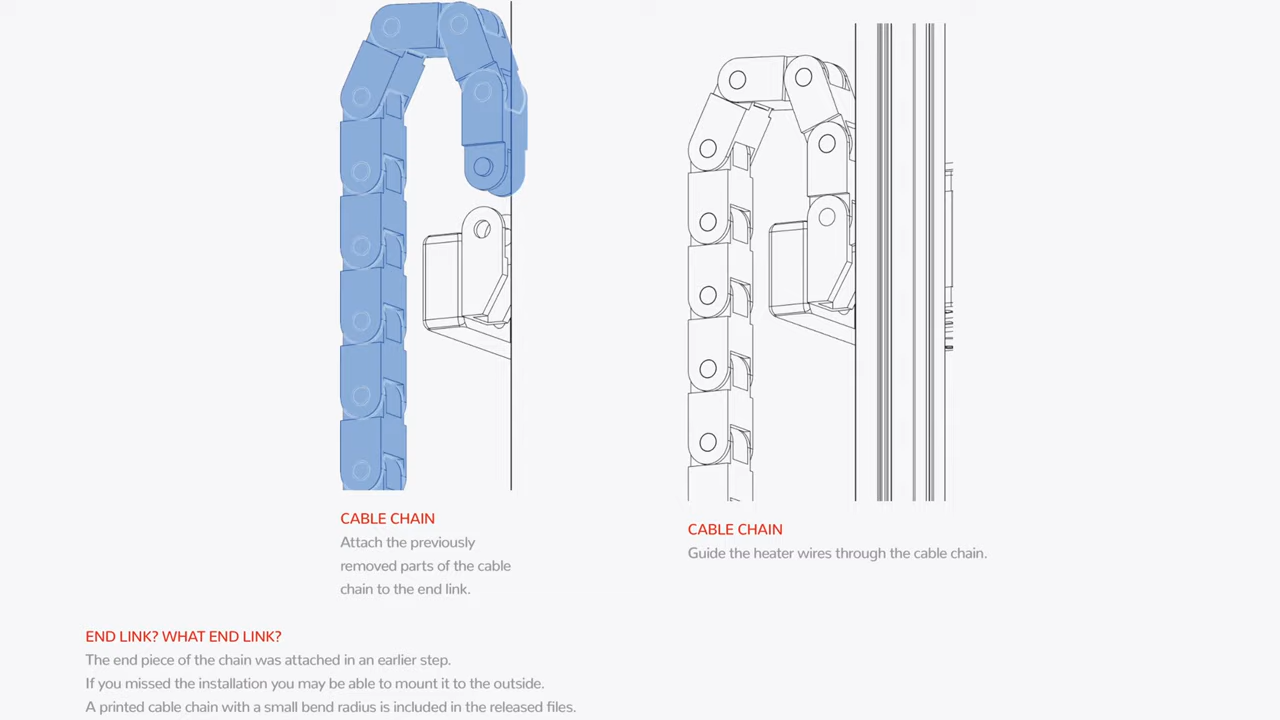 CABLE CHAIN
Attach the previously
removed parts of the cable
chain to the end link.
CABLE CHAIN
Guide the heater wires through the cable chain.
END LINK? WHAT END LINK?
The end piece of the chain was attached in an earlier step.
If you missed the installation you may be able to mount it to the outside.
A printed cable chain with a small bend radius is included in the released files.